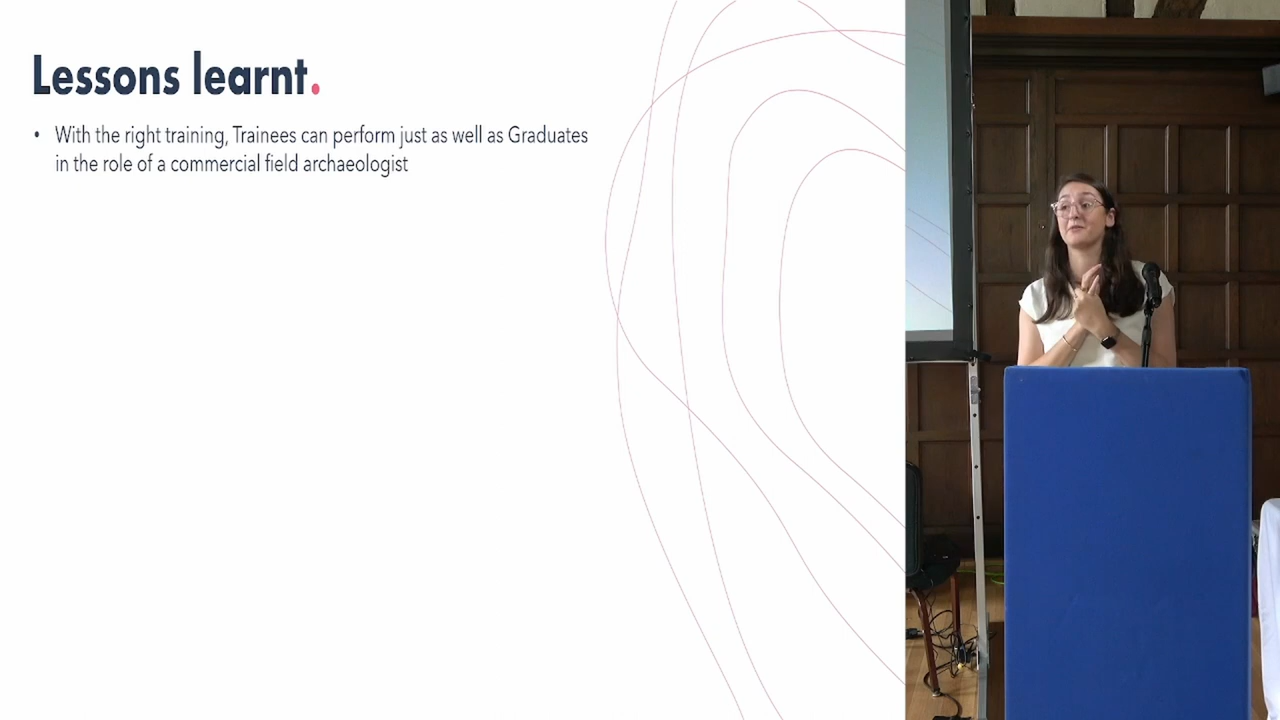 Lessons learnt.
• With the right training, Trainees can perform just as well as Graduates
in the role of a commercial field archaeologist